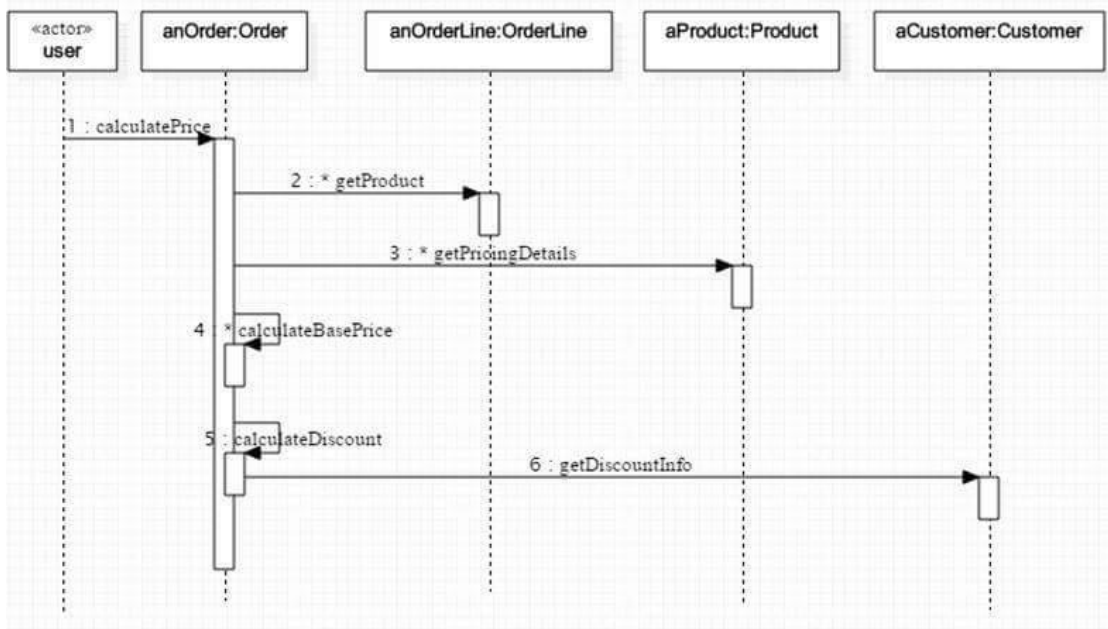 «actor»
user
anOrder:Order
anOrderLine:OrderLine
aProduct:Product
aCustomer:Customer
1 : calculatePrice
2 : * getProduct
3 : * getPricingDetails
4 : * calculateBasePrice
5 : calculateDiscount
6 : getDiscountInfo